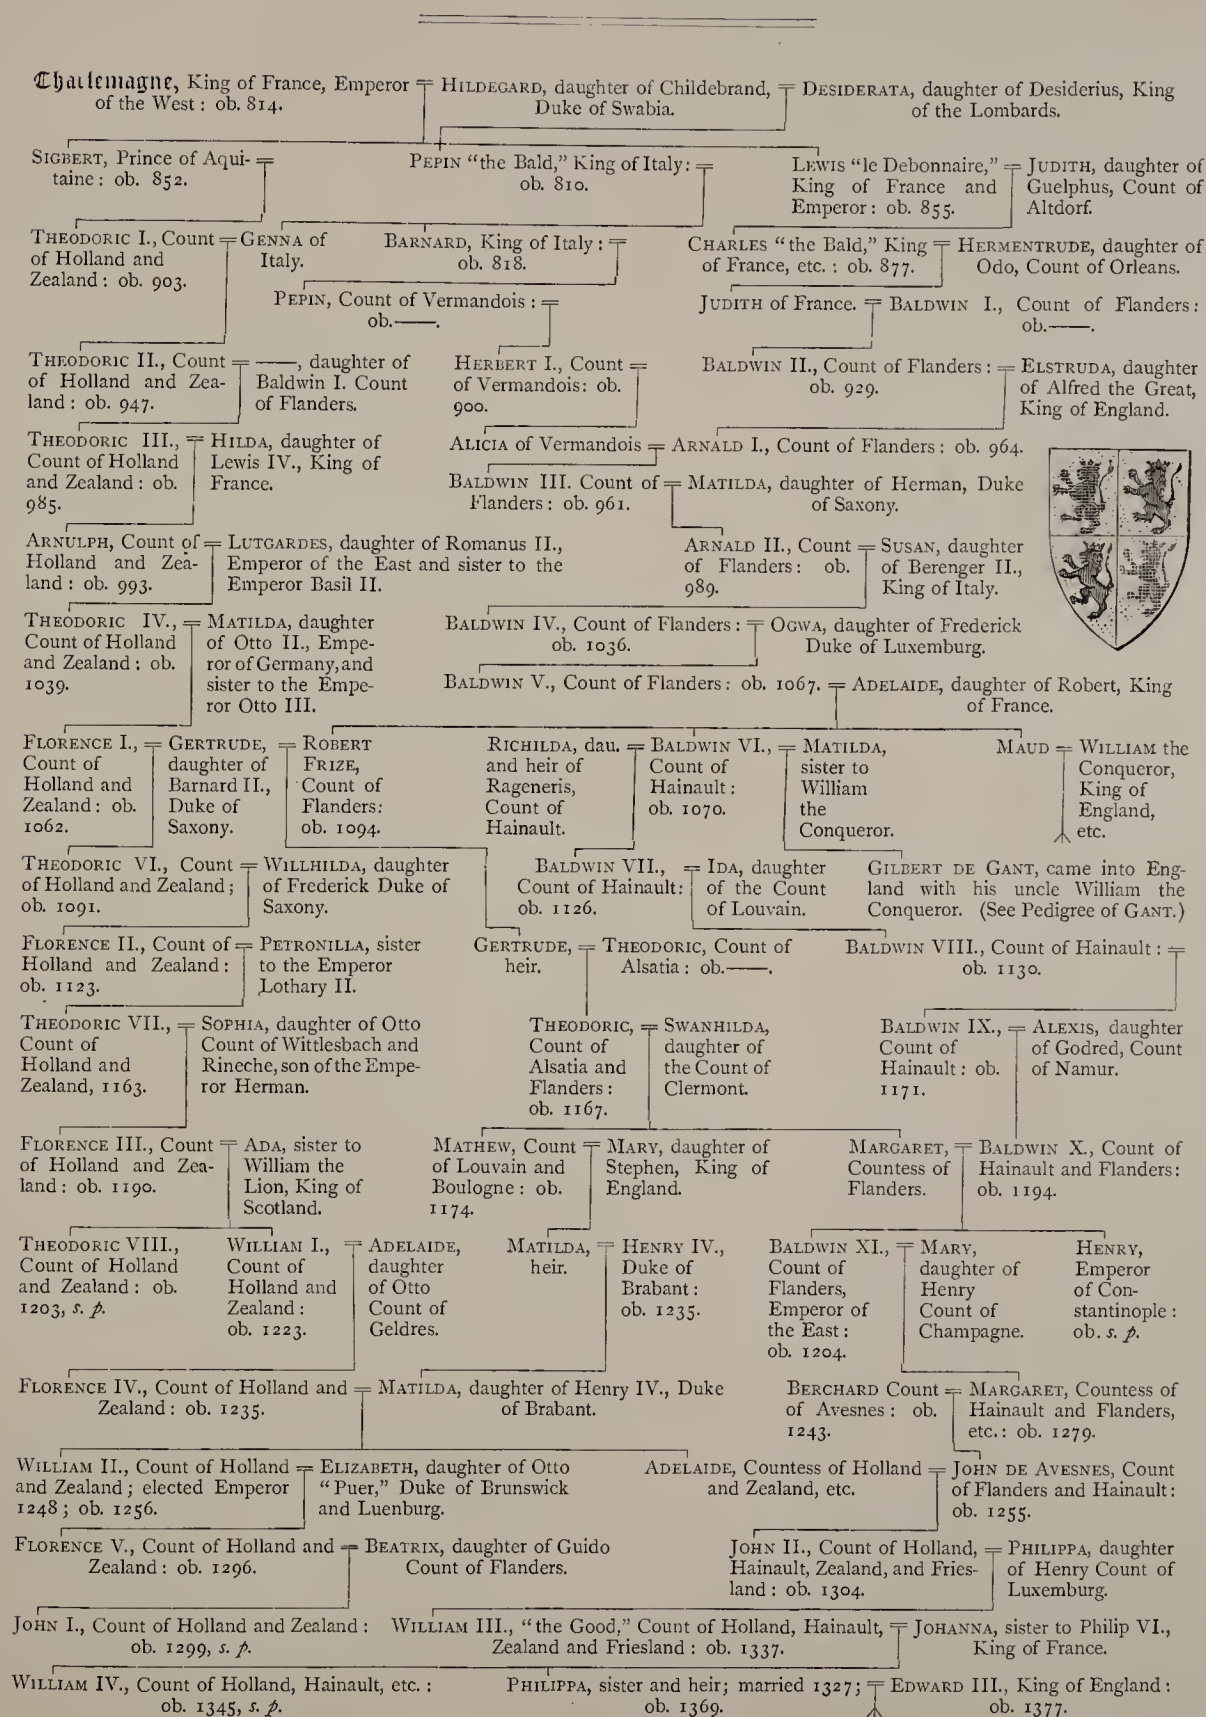 Charlemagne, King of France, Emperor
of the West: ob. 814.
HILDEGARD, daughter of Childebrand,
Duke of Swabia.
DESIDERATA, daughter of Desiderius, King
of the Lombards.
SIGBERT, Prince of Aqui-
taine: ob. 852.
PEPIN "the Bald," King of Italy:
ob. 810.
LEWIS "le Debonnaire,"
King of France and
Emperor: ob. 855.
JUDITH, daughter of
Guelphus, Count of
Altdorf.
THEODORIC I., Count
of Holland and
Zealand: ob. 903.
GENNA of
Italy.
BARNARD, King of Italy:
ob. 818.
CHARLES "the Bald," King
of France, etc.: ob. 877.
HERMENTRUDE, daughter of
Odo, Count of Orleans.
PEPIN, Count of Vermandois:
ob.——.
JUDITH of France.
BALDWIN I., Count of Flanders:
ob.——.
THEODORIC II., Count
of Holland and Zea-
land: ob. 947.
——, daughter of
Baldwin I. Count
of Flanders.
HERBERT I., Count
of Vermandois: ob.
900.
BALDWIN II., Count of Flanders:
ob. 929.
ELSTRUDA, daughter
of Alfred the Great,
King of England.
THEODORIC III.,
Count of Holland
and Zealand: ob.
985.
HILDA, daughter of
Lewis IV., King of
France.
ALICIA of Vermandois
ARNALD I., Count of Flanders: ob. 964.
BALDWIN III. Count of
Flanders: ob. 961.
MATILDA, daughter of Herman, Duke
of Saxony.
ARNULPH, Count of
Holland and Zea-
land: ob. 993.
LUTGARDES, daughter of Romanus II.,
Emperor of the East and sister to the
Emperor Basil II.
ARNALD II., Count
of Flanders: ob.
989.
SUSAN, daughter
of Berenger II.,
King of Italy.
THEODORIC IV.,
Count of Holland
and Zealand: ob.
1039.
MATILDA, daughter
of Otto II., Empe-
ror of Germany, and
sister to the Empe-
ror Otto III.
BALDWIN IV., Count of Flanders:
ob. 1036.
OGWA, daughter of Frederick
Duke of Luxemburg.
BALDWIN V., Count of Flanders: ob. 1067.
ADELAIDE, daughter of Robert, King
of France.
FLORENCE I.,
Count of
Holland and
Zealand: ob.
1062.
GERTRUDE,
daughter of
Barnard II.,
Duke of
Saxony.
ROBERT
FRIZE,
Count of
Flanders:
ob. 1094.
RICHILDA, dau.
and heir of
Rageneris,
Count of
Hainault.
BALDWIN VI.,
Count of
Hainault:
ob. 1070.
MATILDA,
sister to
William
the
Conqueror.
MAUD
WILLIAM the
Conqueror,
King of
England,
etc.
THEODORIC VI., Count
of Holland and Zealand;
ob. 1091.
WILLHILDA, daughter
of Frederick Duke of
Saxony.
BALDWIN VII.,
Count of Hainault:
ob. 1126.
IDA, daughter
of the Count
of Louvain.
GILBERT DE GANT, came into Eng-
land with his uncle William the
Conqueror. (See Pedigree of GANT.)
FLORENCE II., Count of
Holland and Zealand:
ob. 1123.
PETRONILLA, sister
to the Emperor
Lothary II.
GERTRUDE,
heir.
THEODORIC, Count of
Alsatia: ob.——.
BALDWIN VIII., Count of Hainault:
ob. 1130.
THEODORIC VII.,
Count of
Holland and
Zealand, 1163.
SOPHIA, daughter of Otto
Count of Wittlesbach and
Rineche, son of the Empe-
ror Herman.
THEODORIC,
Count of
Alsatia and
Flanders:
ob. 1167.
SWANHILDA,
daughter of
the Count of
Clermont.
BALDWIN IX.,
Count of
Hainault: ob.
1171.
ALEXIS, daughter
of Godred, Count
of Namur.
FLORENCE III., Count
of Holland and Zea-
land: ob. 1190.
ADA, sister to
William the
Lion, King of
Scotland.
MATHEW, Count
of Louvain and
Boulogne: ob.
1174.
MARY, daughter of
Stephen, King of
England.
MARGARET,
Countess of
Flanders.
BALDWIN X., Count of
Hainault and Flanders:
ob. 1194.
THEODORIC VIII.,
Count of Holland
and Zealand: ob.
1203, s. p.
WILLIAM I.,
Count of
Holland and
Zealand:
ob. 1223.
ADELAIDE,
daughter
of Otto
Count of
Geldres.
MATILDA,
heir.
HENRY IV.,
Duke of
Brabant:
ob. 1235.
BALDWIN XI.,
Count of
Flanders,
Emperor of
the East:
ob. 1204.
MARY,
daughter of
Henry
Count of
Champagne.
HENRY,
Emperor
of Con-
stantinople:
ob. s. p.
FLORENCE IV., Count of Holland and
Zealand: ob. 1235.
MATILDA, daughter of Henry IV., Duke
of Brabant.
BERCHARD Count
of Avesnes: ob.
1243.
MARGARET, Countess of
Hainault and Flanders,
etc.: ob. 1279.
WILLIAM II., Count of Holland
and Zealand; elected Emperor
1248; ob. 1256.
ELIZABETH, daughter of Otto
"Puer," Duke of Brunswick
and Luenburg.
ADELAIDE, Countess of Holland
and Zealand, etc.
JOHN DE AVESNES, Count
of Flanders and Hainault:
ob. 1255.
FLORENCE V., Count of Holland and
Zealand: ob. 1296.
BEATRIX, daughter of Guido
Count of Flanders.
JOHN II., Count of Holland,
Hainault, Zealand, and Fries-
land: ob. 1304.
PHILIPPA, daughter
of Henry Count of
Luxemburg.
JOHN I., Count of Holland and Zealand:
ob. 1299, s. p.
WILLIAM III., "the Good," Count of Holland, Hainault,
Zealand and Friesland: ob. 1337.
JOHANNA, sister to Philip VI.,
King of France.
WILLIAM IV., Count of Holland, Hainault, etc.:
ob. 1345, s. p.
PHILIPPA, sister and heir; married 1327;
ob. 1369.
EDWARD III., King of England:
ob. 1377.